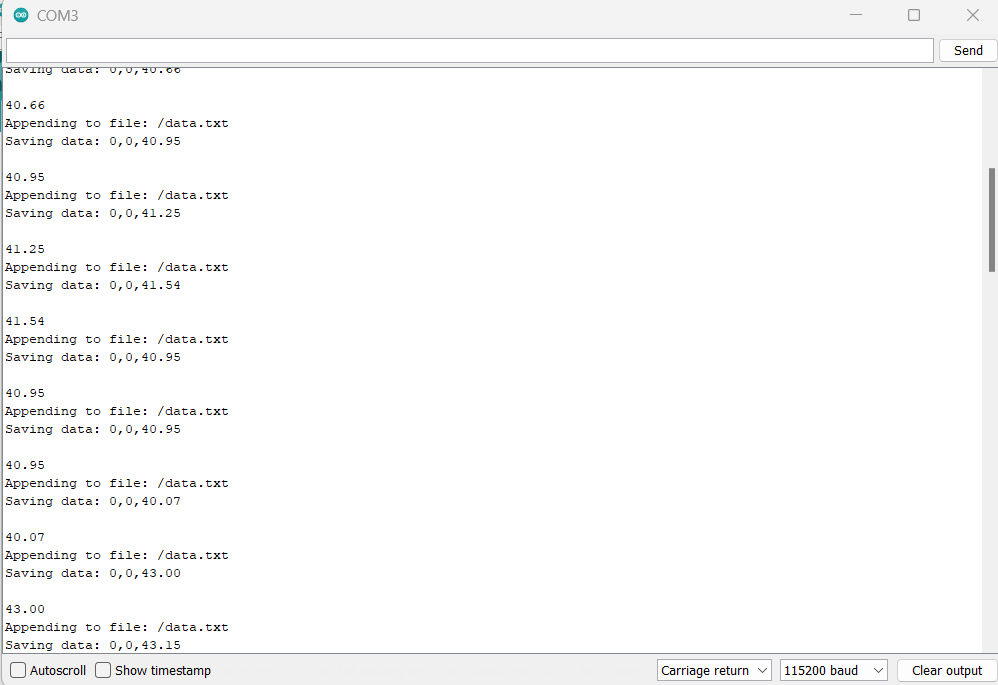 COM3
Send
Saving data: 0,0,40.66
40.66
Appending to file: /data.txt
Saving data: 0,0,40.95
40.95
Appending to file: /data.txt
Saving data: 0,0,41.25
41.25
Appending to file: /data.txt
Saving data: 0,0,41.54
41.54
Appending to file: /data.txt
Saving data: 0,0,40.95
40.95
Appending to file: /data.txt
Saving data: 0,0,40.95
40.95
Appending to file: /data.txt
Saving data: 0,0,40.07
40.07
Appending to file: /data.txt
Saving data: 0,0,43.00
43.00
Appending to file: /data.txt
Saving data: 0,0,43.15
Autoscroll Show timestamp Carriage return 115200 baud Clear output